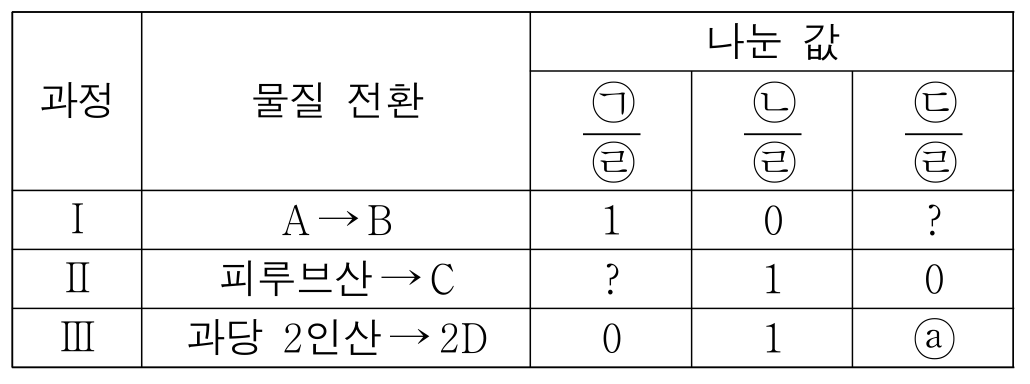 과정 물질 전환 나눈 값
㉠/㉣ ㉡/㉣ ㉢/㉣
Ⅰ A→B 1 0 ?
Ⅱ 피루브산→C ? 1 0
Ⅲ 과당 2인산→2D 0 1 ⓐ